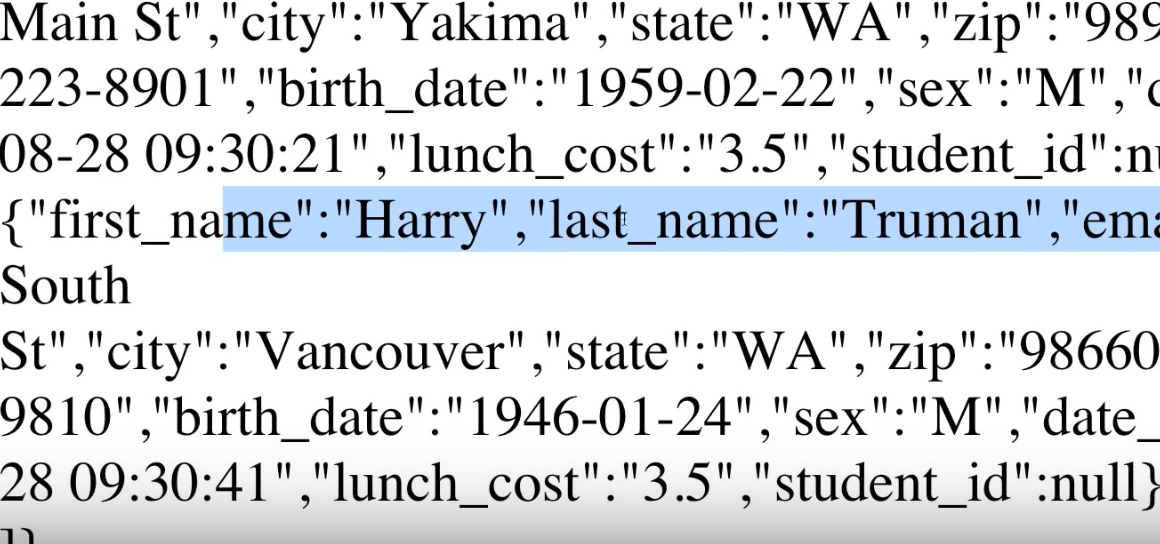 Main St","city":"Yakima","state":"WA","zip":"989
223-8901","birth_date":"1959-02-22","sex":"M","
08-28 09:30:21","lunch_cost":"3.5","student_id":nu
{"first_name":"Harry","last_name":"Truman","ema
South
St","city":"Vancouver","state":"WA","zip":"98660
9810","birth_date":"1946-01-24","sex":"M","date_
28 09:30:41","lunch_cost":"3.5","student_id":null}
]}